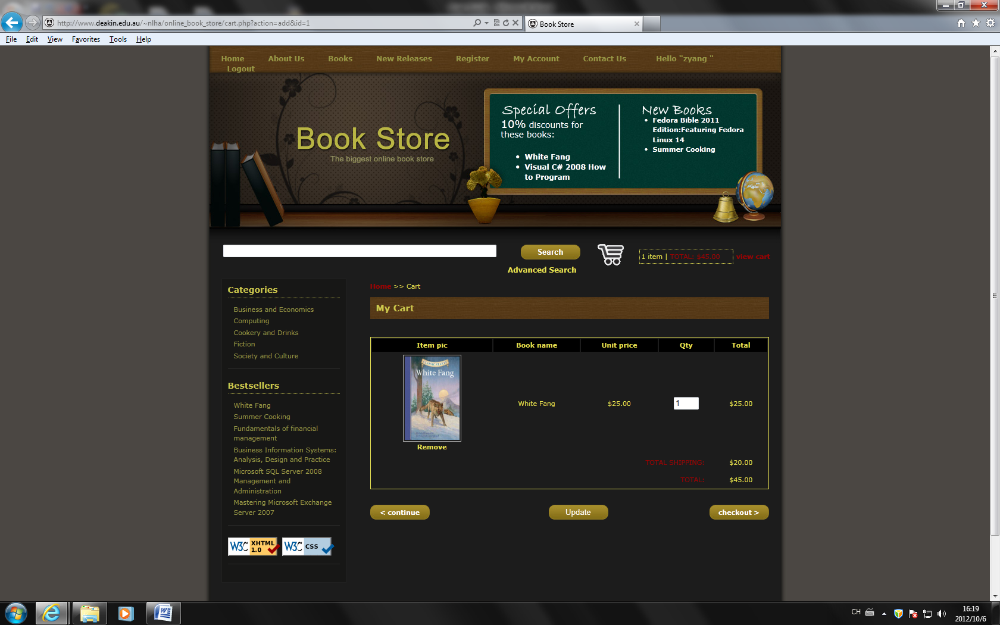 http://www.deakin.edu.au/~nlha/online_book_store/cart.php?action=add&id=1
Book Store
File Edit View Favorites Tools Help
Home About Us Books New Releases Register My Account Contact Us Hello "zyang "
Logout
Book Store
The biggest online book store
Special Offers
10% discounts for
these books:
White Fang
Visual C# 2008 How
to Program
New Books
Fedora Bible 2011
Edition:Featuring Fedora
Linux 14
Summer Cooking
Search
Advanced Search
1 item | TOTAL: $45.00 view cart
Categories
Business and Economics
Computing
Cookery and Drinks
Fiction
Society and Culture
Bestsellers
White Fang
Summer Cooking
Fundamentals of financial
management
Business Information Systems:
Analysis, Design and Practice
Microsoft SQL Server 2008
Management and
Administration
Mastering Microsoft Exchange
Server 2007
W3C XHTML
1.0
W3C css
Home >> Cart
My Cart
Item pic Book name Unit price Qty Total
White Fang
Remove
White Fang $25.00 1 $25.00
TOTAL SHIPPING: $20.00
TOTAL: $45.00
< continue Update checkout >
CH
16:19
2012/10/6